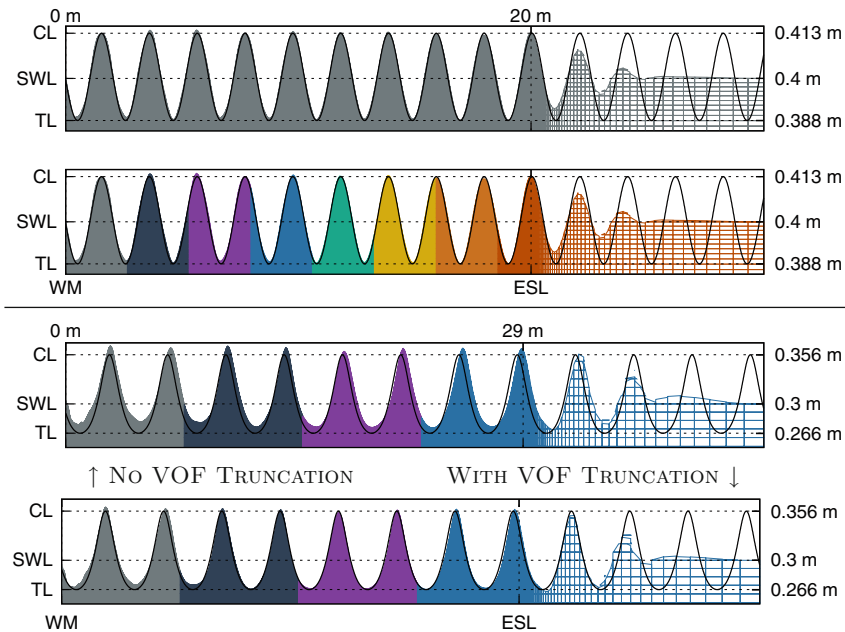 0 m 20 m
CL 0.413 m
SWL 0.4 m
TL 0.388 m
CL 0.413 m
SWL 0.4 m
TL 0.388 m
WM ESL
0 m 29 m
CL 0.356 m
SWL 0.3 m
TL 0.266 m
↑ No VOF Truncation With VOF Truncation ↓
CL 0.356 m
SWL 0.3 m
TL 0.266 m
WM ESL